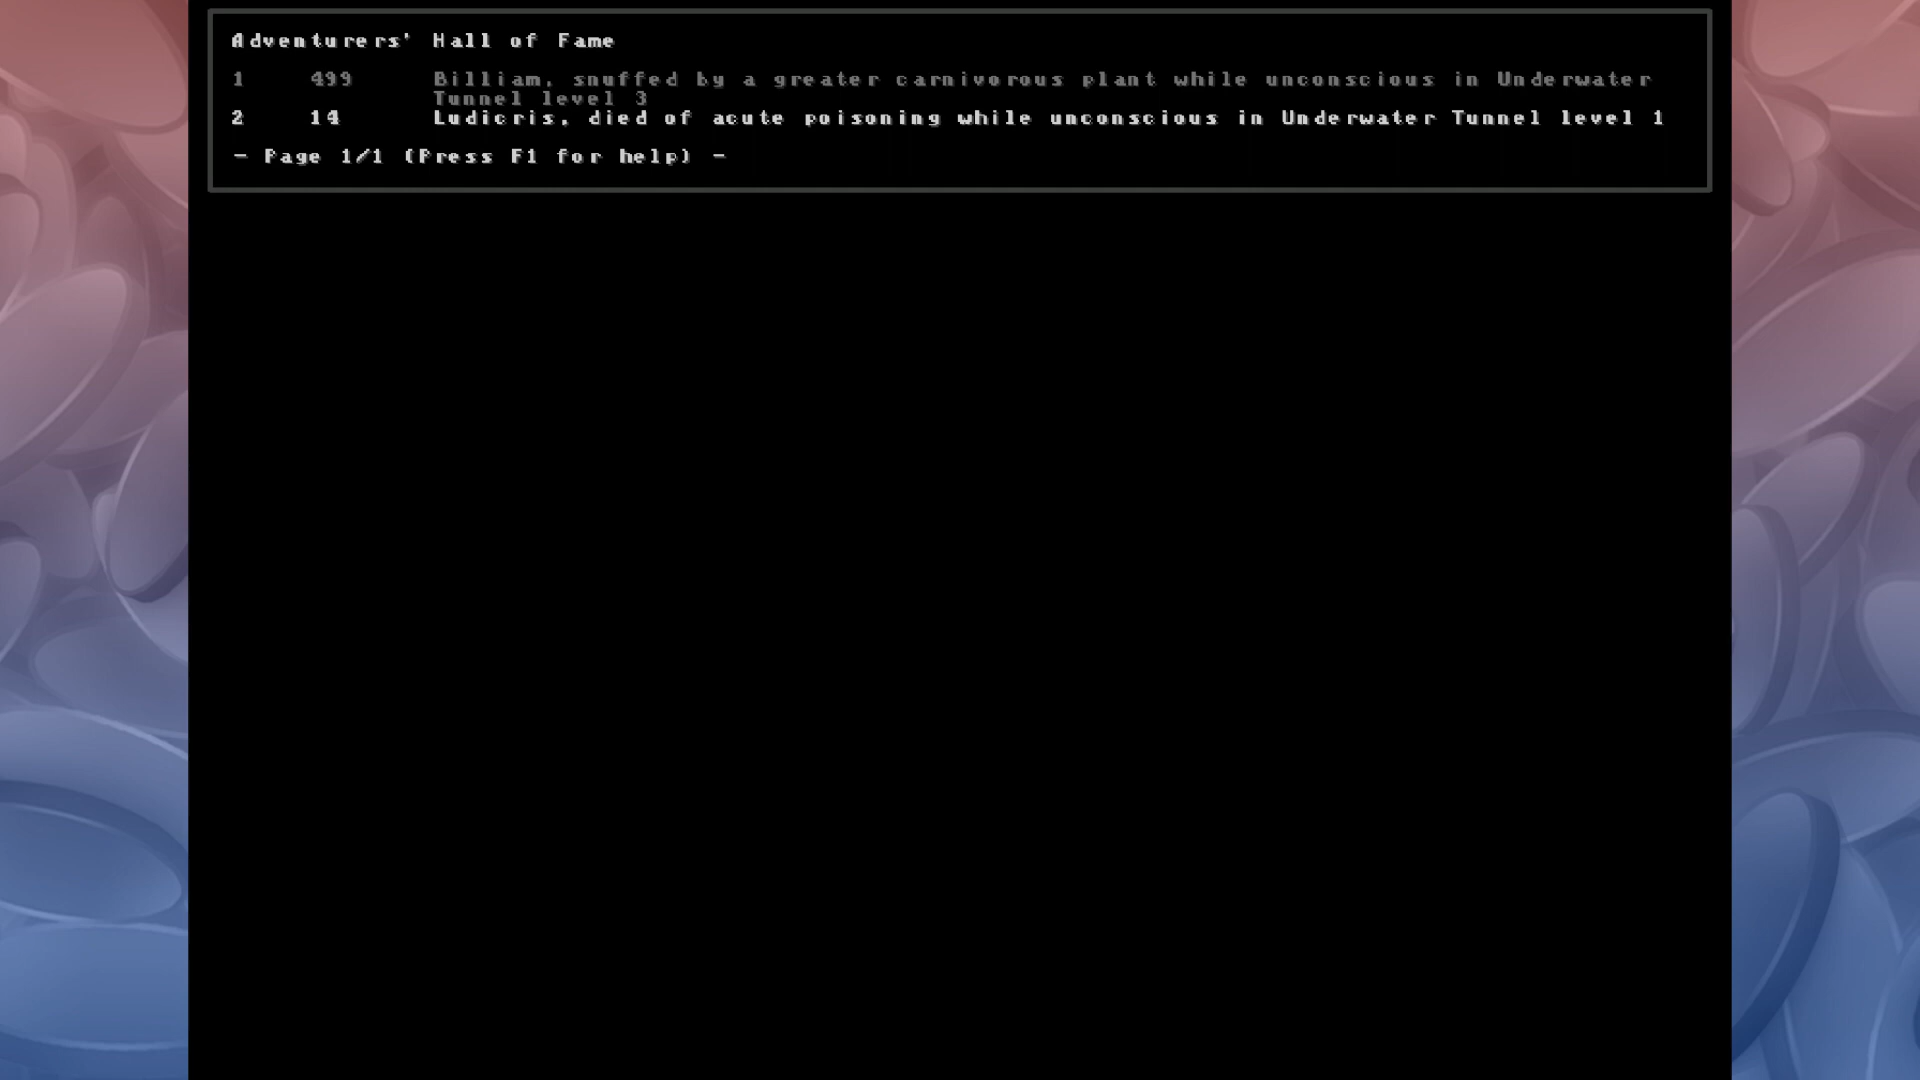 Adventurers' Hall of Fame
1 499 Billiam, snuffed by a greater carnivorous plant while unconscious in Underwater
Tunnel level 3
2 14 Ludicris, died of acute poisoning while unconscious in Underwater Tunnel level 1
- Page 1/1 (Press F1 for help) -